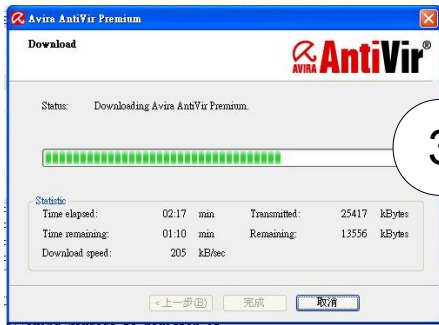 Avira AntiVir Premium
Download
AVIRA AntiVir®
Status: Downloading Avira AntiVir Premium.
3
Statistic
Time elapsed: 02:17 min Transmitted: 25417 kBytes
Time remaining: 01:10 min Remaining: 13556 kBytes
Download speed: 205 kB/sec
<上一步(B) 完成 取消